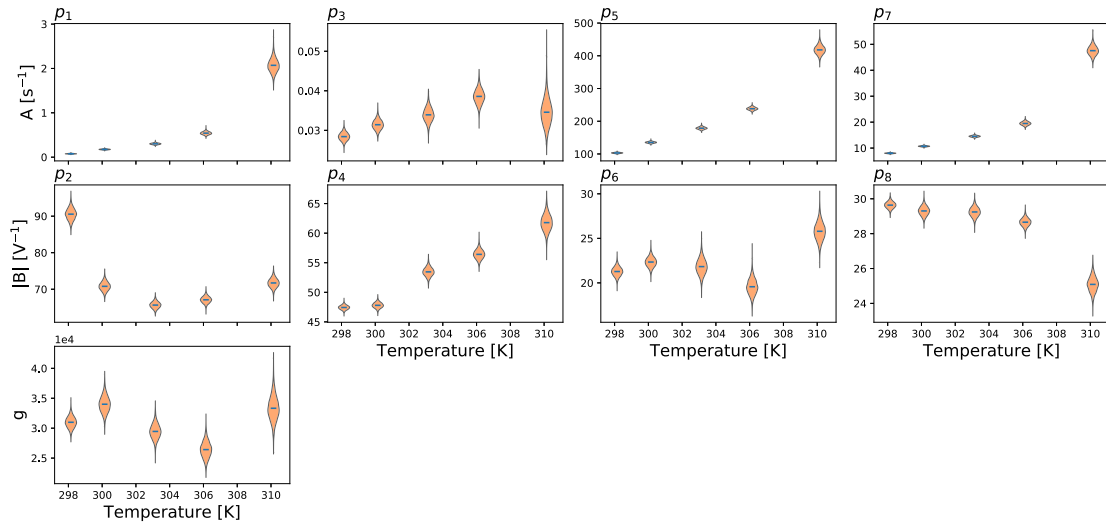 p1 p3 p5 p7
3 500
0.05 50
400
2 40
0.04 300 30
1
200 20
0.03
0 100 10
A [s⁻¹]
p2 p4 p6 p8
65 30
90 60 25 28
80 55
26
70 50 20
24
45
|B| [V⁻¹]
298 300 302 304 306 308 310 298 300 302 304 306 308 310 298 300 302 304 306 308 310
Temperature [K] Temperature [K] Temperature [K]
1e4
4.0
3.5
3.0
2.5
g
298 300 302 304 306 308 310
Temperature [K]